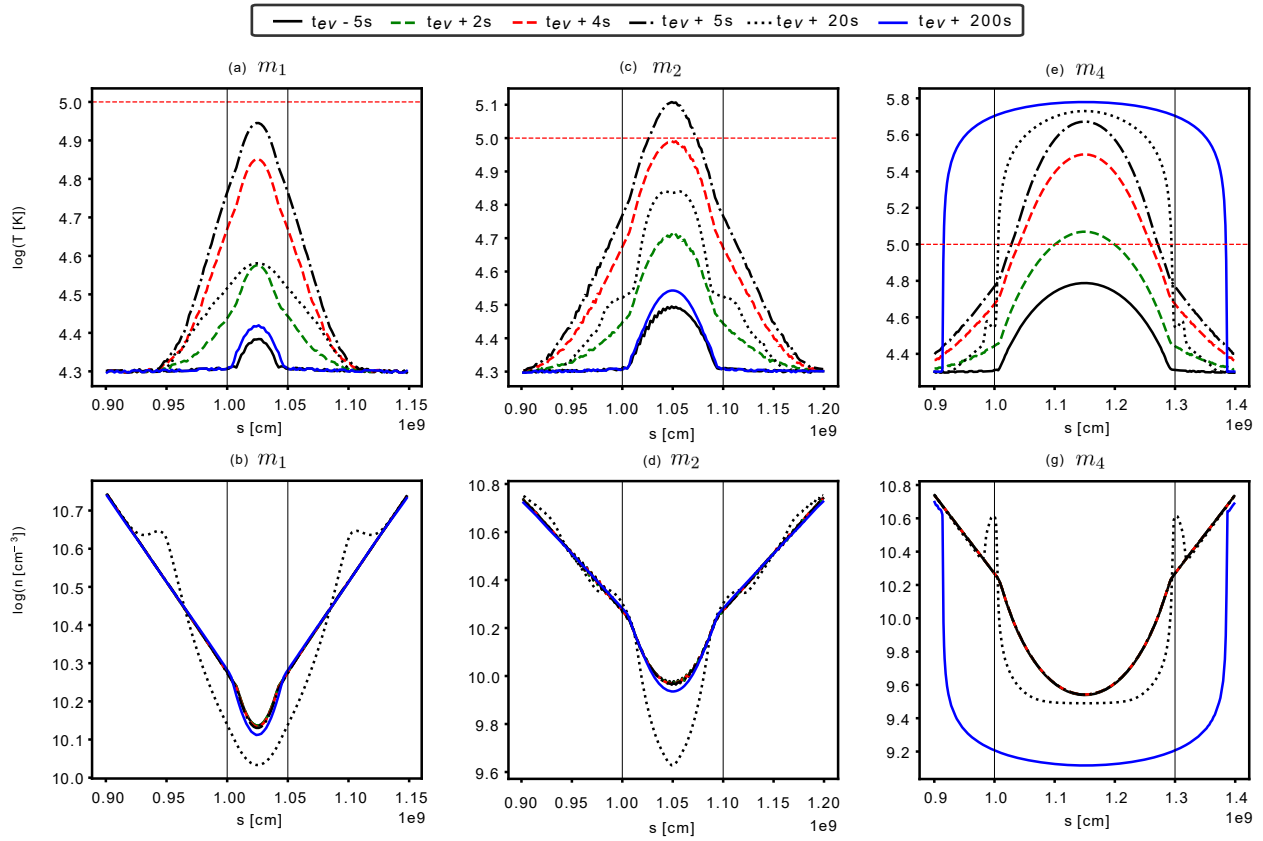 t_ev - 5s t_ev + 2s t_ev + 4s t_ev + 5s t_ev + 20s t_ev + 200s
(a) m_1
5.0
4.9
4.8
4.7
4.6
4.5
4.4
4.3
log(T [K])
0.90 0.95 1.00 1.05 1.10 1.15
s [cm]
1e9
(c) m_2
5.1
5.0
4.9
4.8
4.7
4.6
4.5
4.4
4.3
0.90 0.95 1.00 1.05 1.10 1.15 1.20
s [cm]
1e9
(e) m_4
5.8
5.6
5.4
5.2
5.0
4.8
4.6
4.4
0.9 1.0 1.1 1.2 1.3 1.4
s [cm]
1e9
(b) m_1
10.7
10.6
10.5
10.4
10.3
10.2
10.1
10.0
log(n [cm⁻³])
0.90 0.95 1.00 1.05 1.10 1.15
s [cm]
1e9
(d) m_2
10.8
10.6
10.4
10.2
10.0
9.8
9.6
0.90 0.95 1.00 1.05 1.10 1.15 1.20
s [cm]
1e9
(g) m_4
10.8
10.6
10.4
10.2
10.0
9.8
9.6
9.4
9.2
0.9 1.0 1.1 1.2 1.3 1.4
s [cm]
1e9